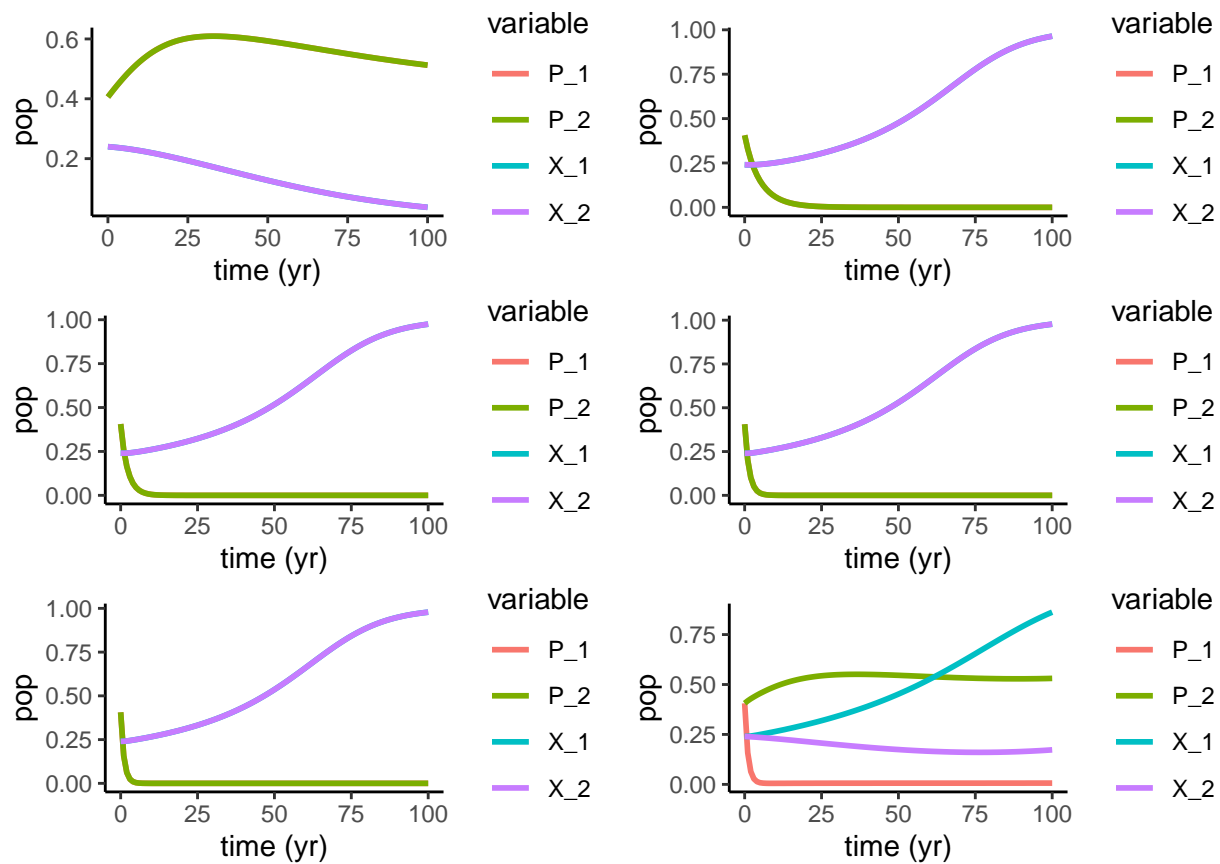 variable
P_1
P_2
X_1
X_2
pop
0.6
0.4
0.2
0 25 50 75 100
time (yr)
variable
P_1
P_2
X_1
X_2
pop
1.00
0.75
0.50
0.25
0.00
0 25 50 75 100
time (yr)
variable
P_1
P_2
X_1
X_2
pop
1.00
0.75
0.50
0.25
0.00
0 25 50 75 100
time (yr)
variable
P_1
P_2
X_1
X_2
pop
1.00
0.75
0.50
0.25
0.00
0 25 50 75 100
time (yr)
variable
P_1
P_2
X_1
X_2
pop
1.00
0.75
0.50
0.25
0.00
0 25 50 75 100
time (yr)
variable
P_1
P_2
X_1
X_2
pop
0.75
0.50
0.25
0.00
0 25 50 75 100
time (yr)